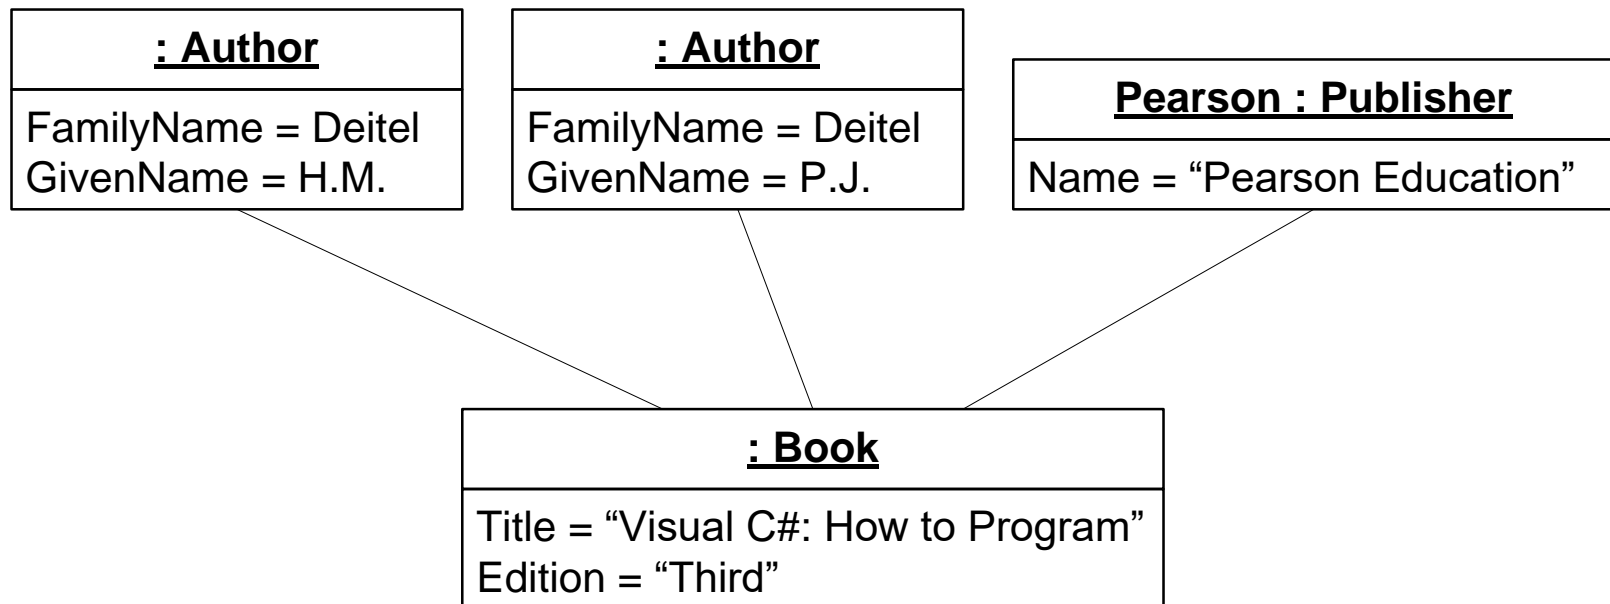 : Author
FamilyName = Deitel
GivenName = H.M.
: Author
FamilyName = Deitel
GivenName = P.J.
Pearson : Publisher
Name = “Pearson Education”
: Book
Title = “Visual C#: How to Program”
Edition = “Third”